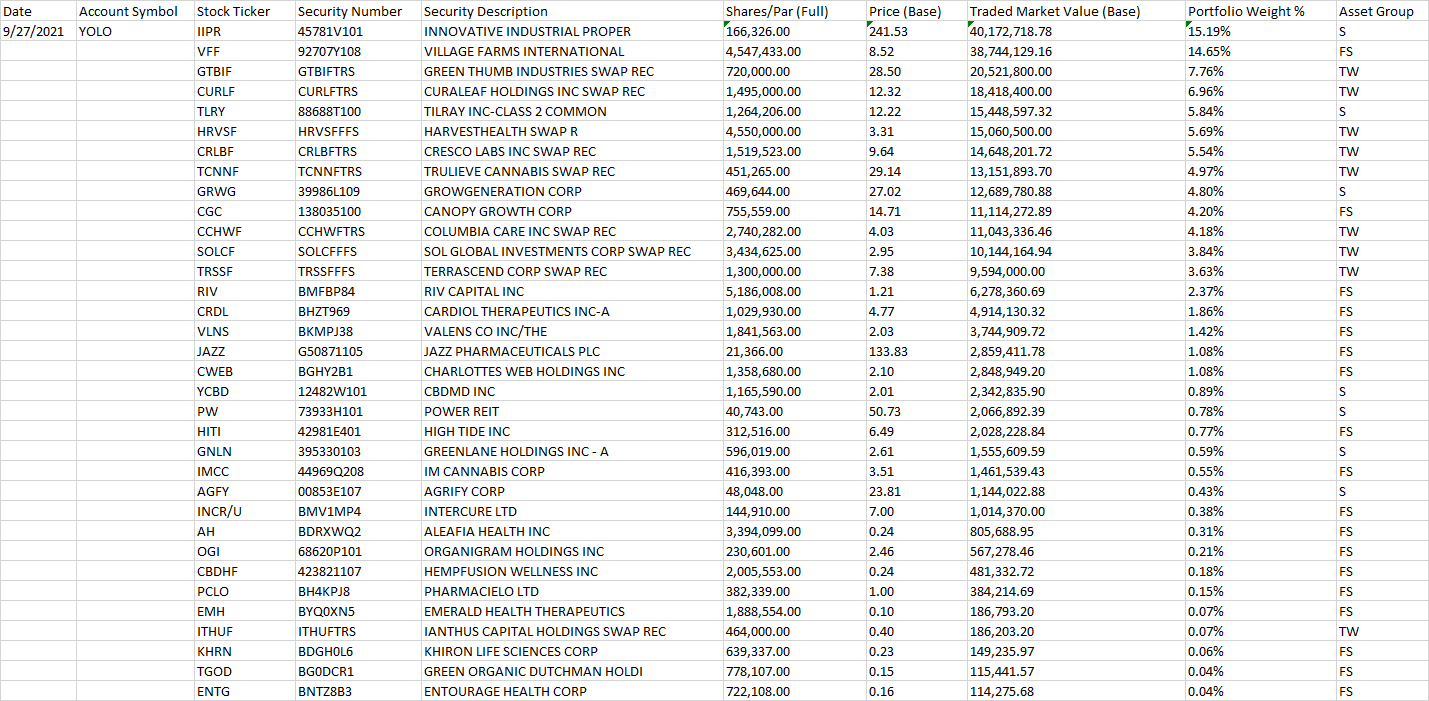 Date Account Symbol Stock Ticker Security Number Security Description Shares/Par (Full) Price (Base) Traded Market Value (Base) Portfolio Weight % Asset Group
9/27/2021 YOLO IIPR 45781V101 INNOVATIVE INDUSTRIAL PROPER 166,326.00 241.53 40,172,718.78 15.19% S
VFF 92707Y108 VILLAGE FARMS INTERNATIONAL 4,547,433.00 8.52 38,744,129.16 14.65% FS
GTBIF GTBIFTRS GREEN THUMB INDUSTRIES SWAP REC 720,000.00 28.50 20,521,800.00 7.76% TW
CURLF CURLFTRS CURALEAF HOLDINGS INC SWAP REC 1,495,000.00 12.32 18,418,400.00 6.96% TW
TLRY 88688T100 TILRAY INC-CLASS 2 COMMON 1,264,206.00 12.22 15,448,597.32 5.84% S
HRVSF HRVSFFFS HARVESTHEALTH SWAP R 4,550,000.00 3.31 15,060,500.00 5.69% TW
CRLBF CRLBFTRS CRESCO LABS INC SWAP REC 1,519,523.00 9.64 14,648,201.72 5.54% TW
TCNNF TCNNFTRS TRULIEVE CANNABIS SWAP REC 451,265.00 29.14 13,151,893.70 4.97% TW
GRWG 39986L109 GROWGENERATION CORP 469,644.00 27.02 12,689,780.88 4.80% S
CGC 138035100 CANOPY GROWTH CORP 755,559.00 14.71 11,114,272.89 4.20% FS
CCHWF CCHWFTRS COLUMBIA CARE INC SWAP REC 2,740,282.00 4.03 11,043,336.46 4.18% TW
SOLCF SOLCFFFS SOL GLOBAL INVESTMENTS CORP SWAP REC 3,434,625.00 2.95 10,144,164.94 3.84% TW
TRSSF TRSSFFFS TERRASCEND CORP SWAP REC 1,300,000.00 7.38 9,594,000.00 3.63% TW
RIV BMFBP84 RIV CAPITAL INC 5,186,008.00 1.21 6,278,360.69 2.37% FS
CRDL BHZT969 CARDIOL THERAPEUTICS INC-A 1,029,930.00 4.77 4,914,130.32 1.86% FS
VLNS BKMPJ38 VALENS CO INC/THE 1,841,563.00 2.03 3,744,909.72 1.42% FS
JAZZ G50871105 JAZZ PHARMACEUTICALS PLC 21,366.00 133.83 2,859,411.78 1.08% FS
CWEB BGHY2B1 CHARLOTTES WEB HOLDINGS INC 1,358,680.00 2.10 2,848,949.20 1.08% FS
YCBD 12482W101 CBDMD INC 1,165,590.00 2.01 2,342,835.90 0.89% S
PW 73933H101 POWER REIT 40,743.00 50.73 2,066,892.39 0.78% S
HITI 42981E401 HIGH TIDE INC 312,516.00 6.49 2,028,228.84 0.77% FS
GNLN 395330103 GREENLANE HOLDINGS INC - A 596,019.00 2.61 1,555,609.59 0.59% S
IMCC 44969Q208 IM CANNABIS CORP 416,393.00 3.51 1,461,539.43 0.55% FS
AGFY 00853E107 AGRIFY CORP 48,048.00 23.81 1,144,022.88 0.43% S
INCR/U BMV1MP4 INTERCURE LTD 144,910.00 7.00 1,014,370.00 0.38% FS
AH BDRXWQ2 ALEAFIA HEALTH INC 3,394,099.00 0.24 805,688.95 0.31% FS
OGI 68620P101 ORGANIGRAM HOLDINGS INC 230,601.00 2.46 567,278.46 0.21% FS
CBDHF 423821107 HEMPFUSION WELLNESS INC 2,005,553.00 0.24 481,332.72 0.18% FS
PCLO BH4KPJ8 PHARMACIELO LTD 382,339.00 1.00 384,214.69 0.15% FS
EMH BYQ0XN5 EMERALD HEALTH THERAPEUTICS 1,888,554.00 0.10 186,793.20 0.07% FS
ITHUF ITHUFTRS IANTHUS CAPITAL HOLDINGS SWAP REC 464,000.00 0.40 186,203.20 0.07% TW
KHRN BDGH0L6 KHIRON LIFE SCIENCES CORP 639,337.00 0.23 149,235.97 0.06% FS
TGOD BG0DCR1 GREEN ORGANIC DUTCHMAN HOLDI 778,107.00 0.15 115,441.57 0.04% FS
ENTG BNTZ8B3 ENTOURAGE HEALTH CORP 722,108.00 0.16 114,275.68 0.04% FS